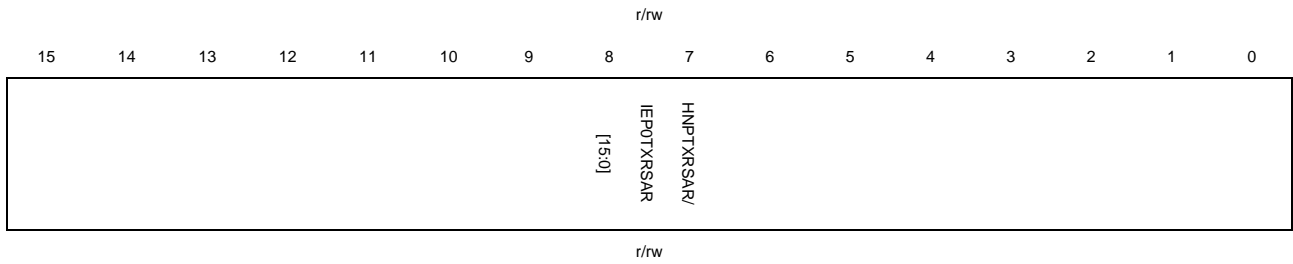 r/rw
15 14 13 12 11 10 9 8 7 6 5 4 3 2 1 0
HNPTXRSAR/
IEP0TXRSAR
[15:0]
r/rw